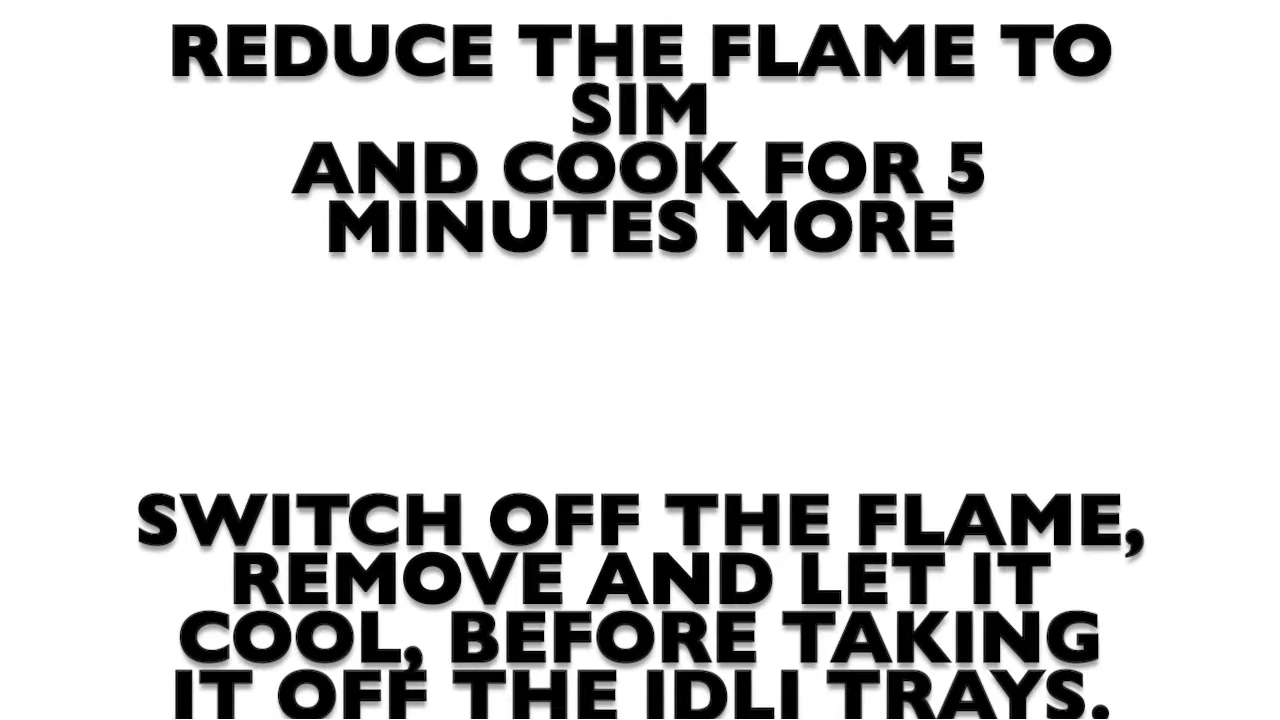 REDUCE THE FLAME TO
SIM
AND COOK FOR 5
MINUTES MORE
SWITCH OFF THE FLAME,
REMOVE AND LET IT
COOL, BEFORE TAKING
IT OFF THE IDLI TRAYS.